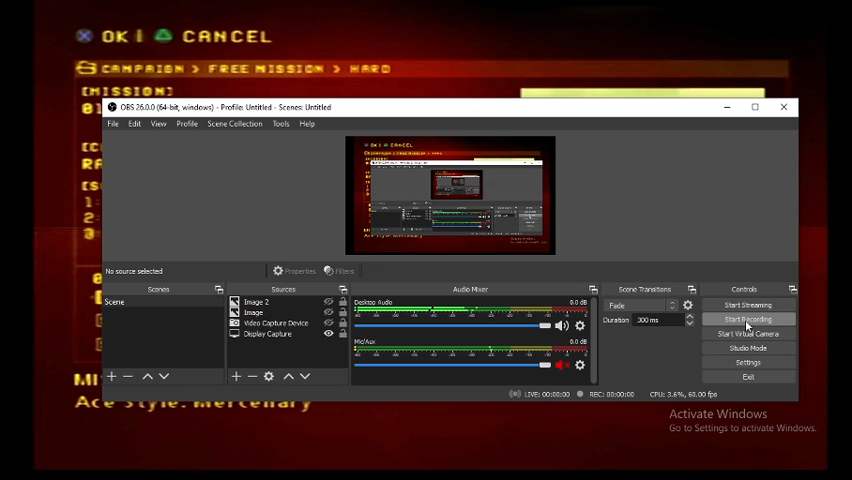 OK CANCEL
CAMPAIGN > FREE MISSION > HARD
[MISSION]
OBS 26.0.0 (64-bit, windows) - Profile: Untitled - Scenes: Untitled
File Edit View Profile Scene Collection Tools Help
No source selected
Properties Filters
Scenes
Sources
Audio Mixer
Scene Transitions
Controls
Scene
Image 2
Image
Video Capture Device
Display Capture
Desktop Audio 0.0 dB
Mic/Aux 0.0 dB
Fade
Duration 300 ms
Start Streaming
Start Recording
Start Virtual Camera
Studio Mode
Settings
Exit
LIVE: 00:00:00 REC: 00:00:00 CPU: 3.6%, 60.00 fps
Ace Style: Mercenary
Activate Windows
Go to Settings to activate Windows.